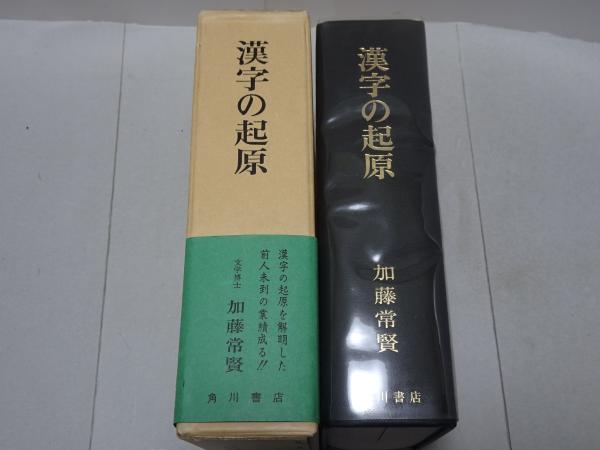 漢字の起原
漢字の起原を解明した
前人未到の業績成る!!
文学博士 加藤常賢
角川書店
漢字の起原
加藤常賢
川書店